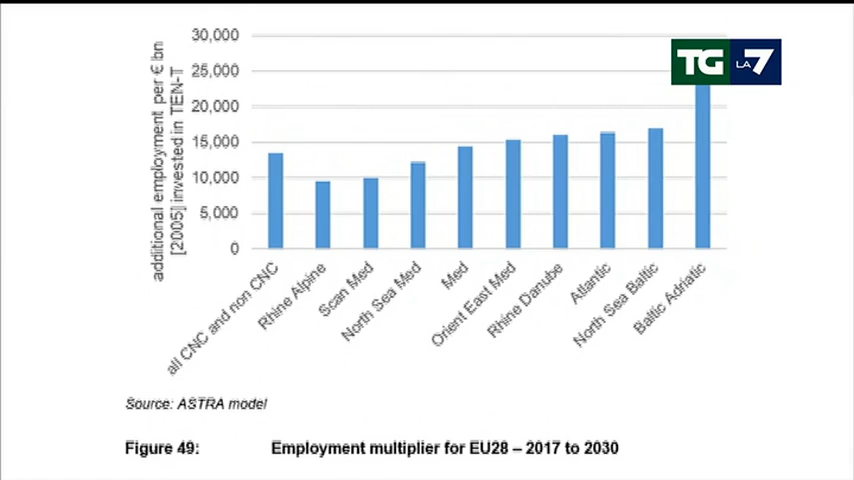 TG LA 7
30,000
25,000
20,000
15,000
10,000
5,000
0
additional employment per € bn
[2005] invested in TEN-T
all CNC and non CNC
Rhine Alpine
Scan Med
North Sea Med
Med
Orient East Med
Rhine Danube
Atlantic
North Sea Baltic
Baltic Adriatic
Source: ASTRA model
Figure 49: Employment multiplier for EU28 – 2017 to 2030